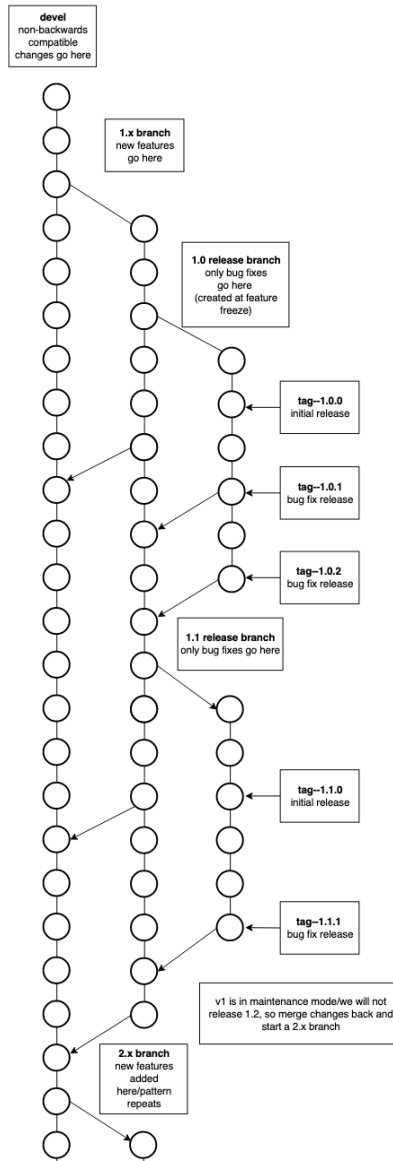 devel
non-backwards
compatible
changes go here
1.x branch
new features
go here
1.0 release branch
only bug fixes
go here
(created at feature
freeze)
tag--1.0.0
initial release
tag--1.0.1
bug fix release
tag--1.0.2
bug fix release
1.1 release branch
only bug fixes go here
tag--1.1.0
initial release
tag--1.1.1
bug fix release
v1 is in maintenance mode/we will not
release 1.2, so merge changes back and
start a 2.x branch
2.x branch
new features
added
here/pattern
repeats